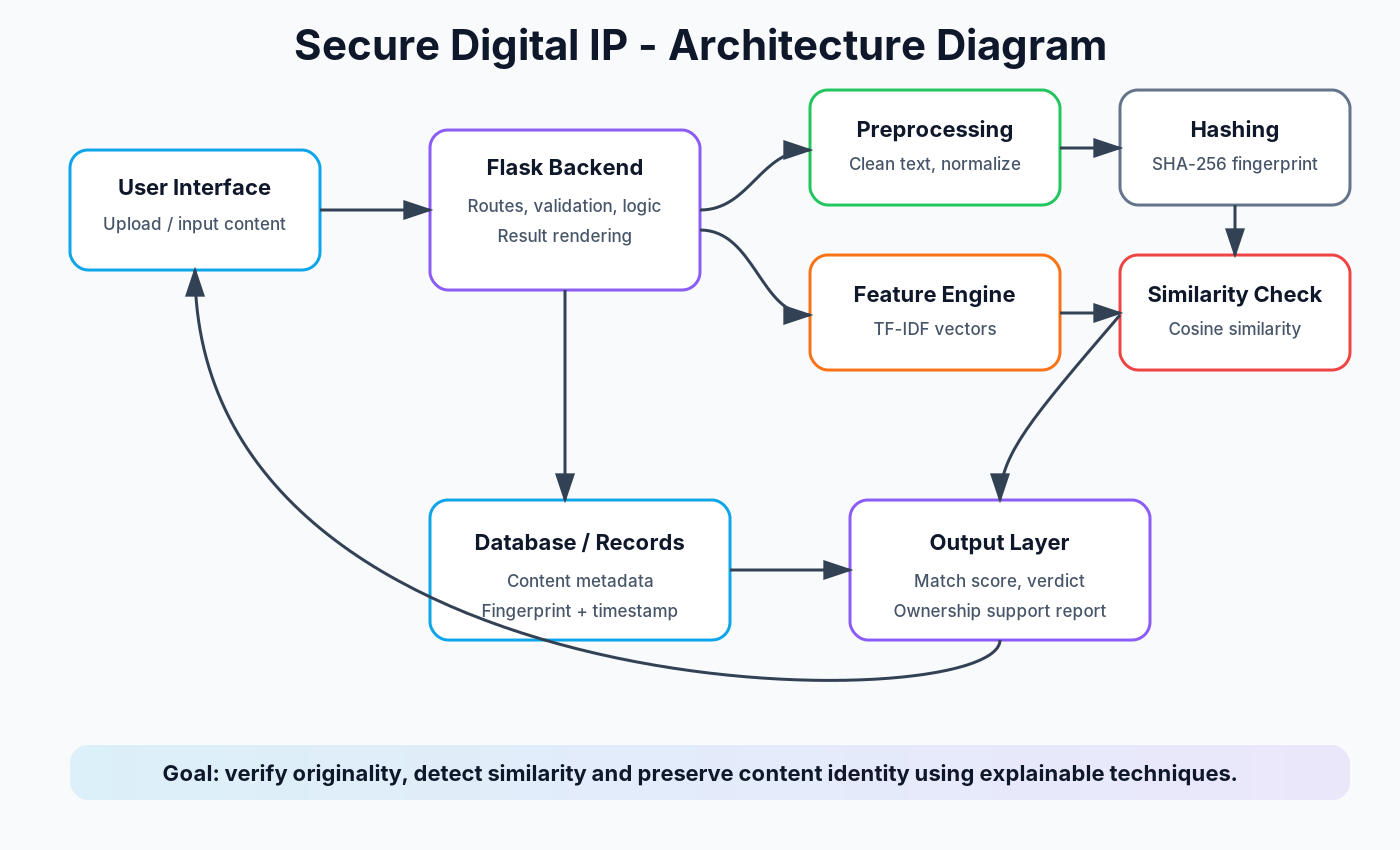 Secure Digital IP - Architecture Diagram
User Interface
Upload / input content
Flask Backend
Routes, validation, logic
Result rendering
Preprocessing
Clean text, normalize
Hashing
SHA-256 fingerprint
Feature Engine
TF-IDF vectors
Similarity Check
Cosine similarity
Database / Records
Content metadata
Fingerprint + timestamp
Output Layer
Match score, verdict
Ownership support report
Goal: verify originality, detect similarity and preserve content identity using explainable techniques.